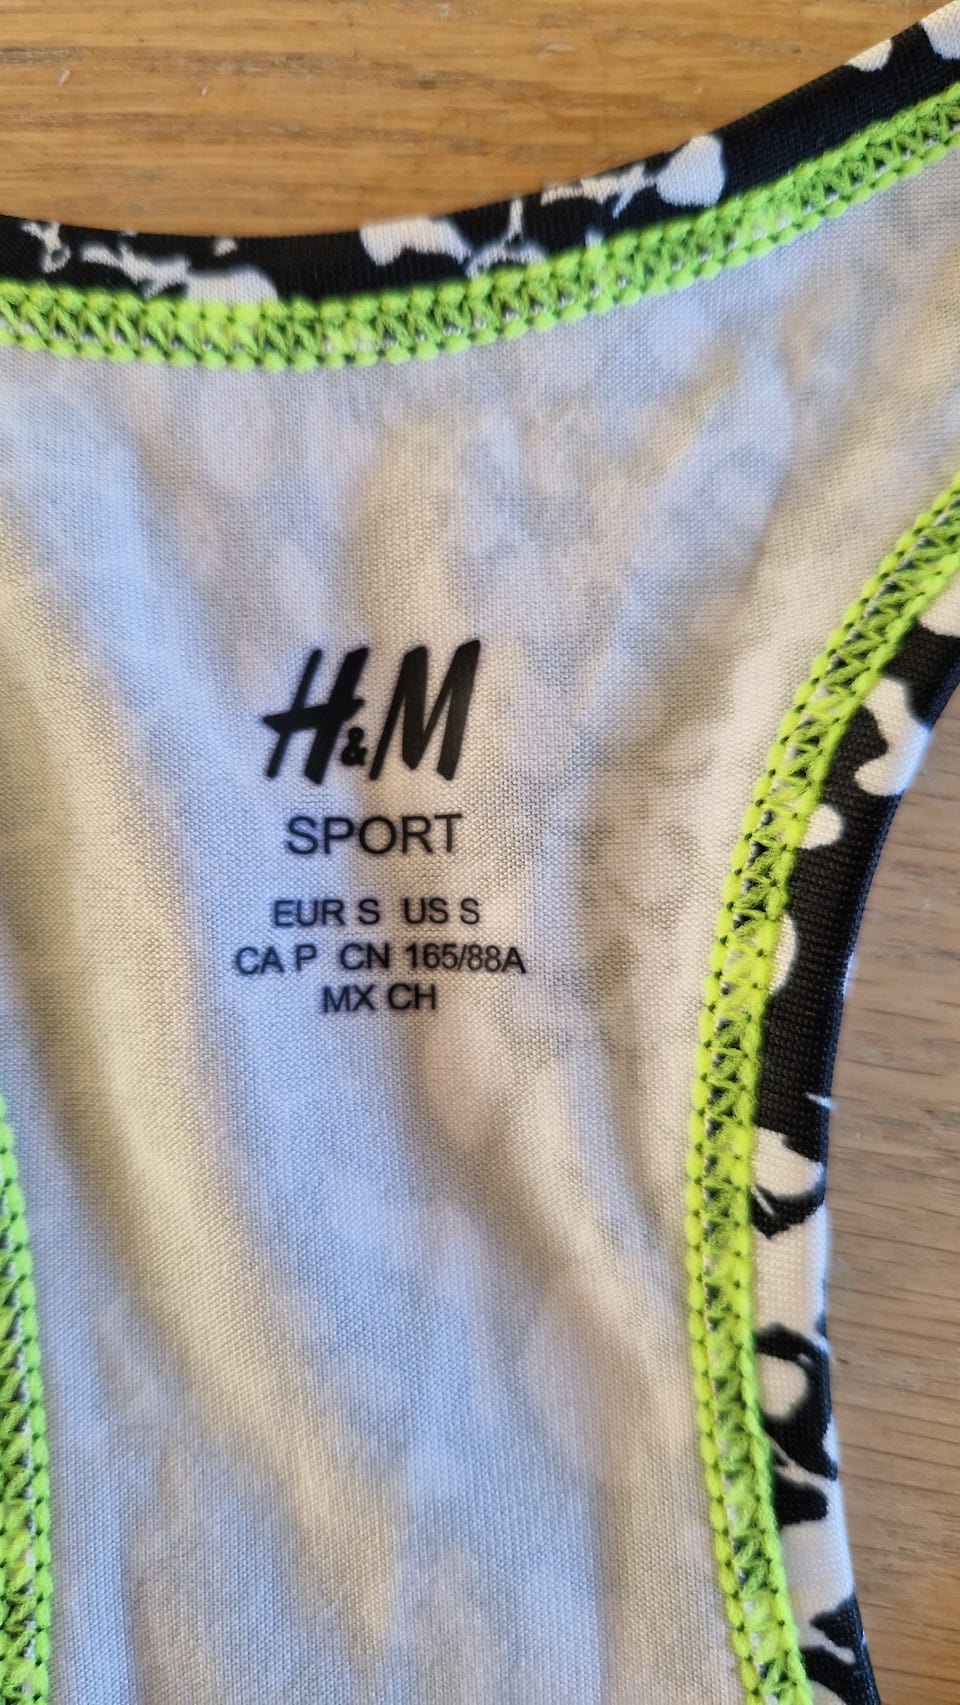 H&M
SPORT
EUR S US S
CA P CN 165/88A
MX CH